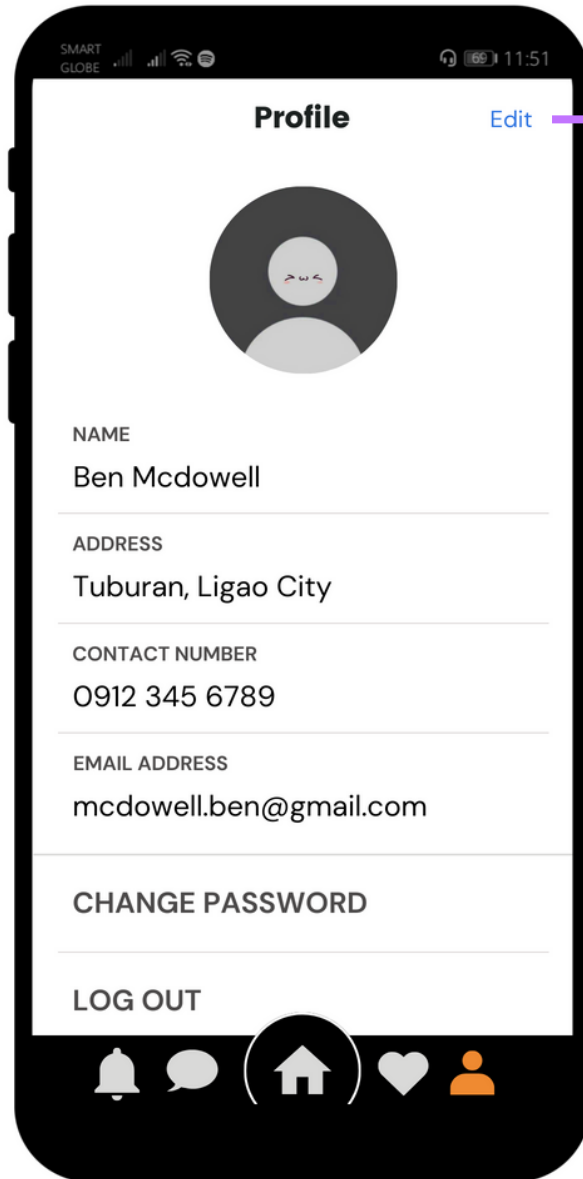 SMART
GLOBE
69 11:51
Profile Edit
NAME
Ben Mcdowell
ADDRESS
Tuburan, Ligao City
CONTACT NUMBER
0912 345 6789
EMAIL ADDRESS
mcdowell.ben@gmail.com
CHANGE PASSWORD
LOG OUT